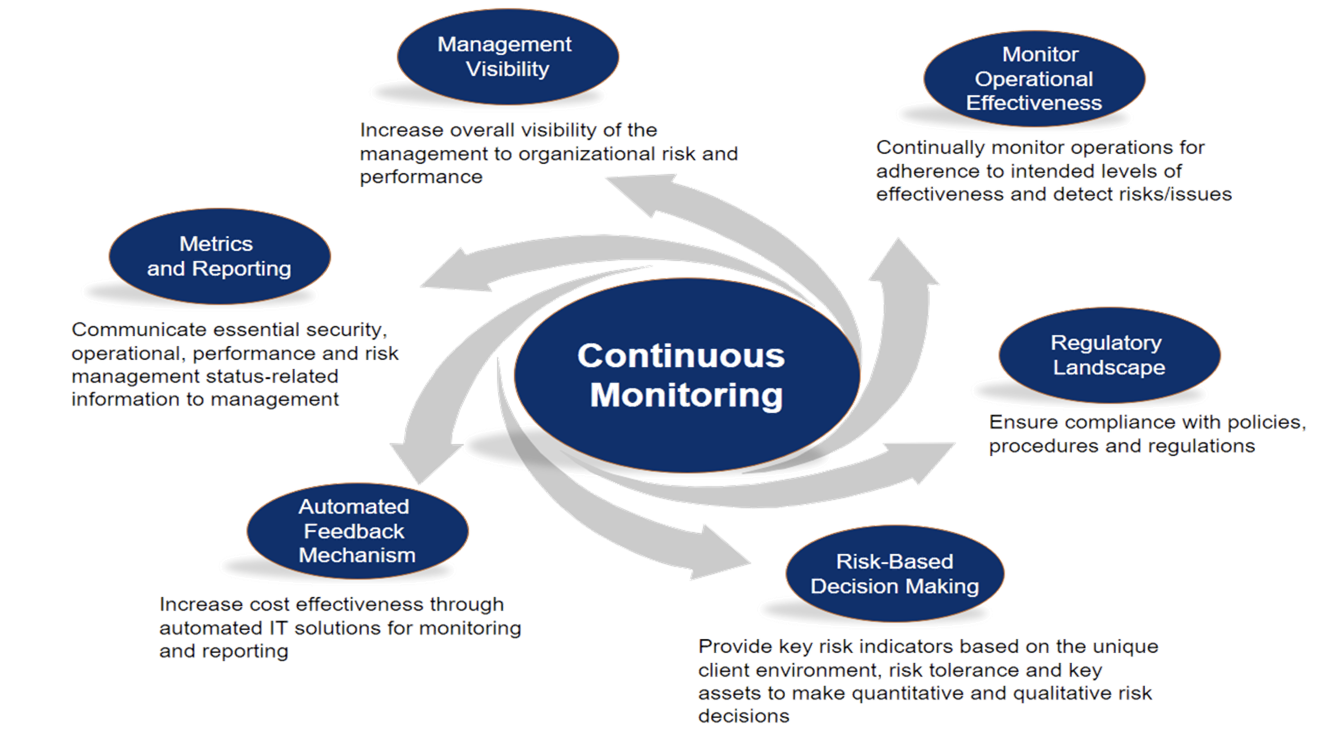 Management
Visibility
Increase overall visibility of the
management to organizational risk and
performance
Monitor
Operational
Effectiveness
Continually monitor operations for
adherence to intended levels of
effectiveness and detect risks/issues
Metrics
and Reporting
Communicate essential security,
operational, performance and risk
management status-related
information to management
Continuous
Monitoring
Regulatory
Landscape
Ensure compliance with policies,
procedures and regulations
Automated
Feedback
Mechanism
Increase cost effectiveness through
automated IT solutions for monitoring
and reporting
Risk-Based
Decision Making
Provide key risk indicators based on the unique
client environment, risk tolerance and key
assets to make quantitative and qualitative risk
decisions